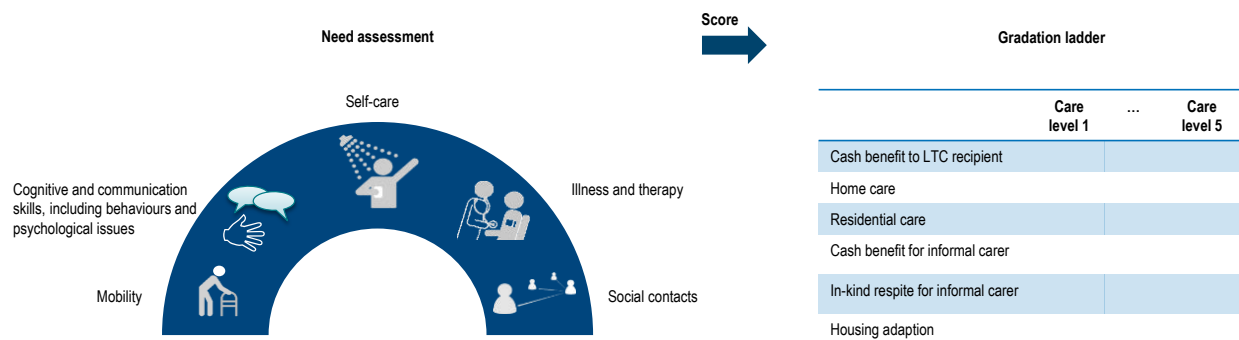 Need assessment
Score
Gradation ladder
Self-care
Cognitive and communication
skills, including behaviours and
psychological issues
Illness and therapy
Mobility
Social contacts
Care
level 1
…
Care
level 5
Cash benefit to LTC recipient
Home care
Residential care
Cash benefit for informal carer
In-kind respite for informal carer
Housing adaption